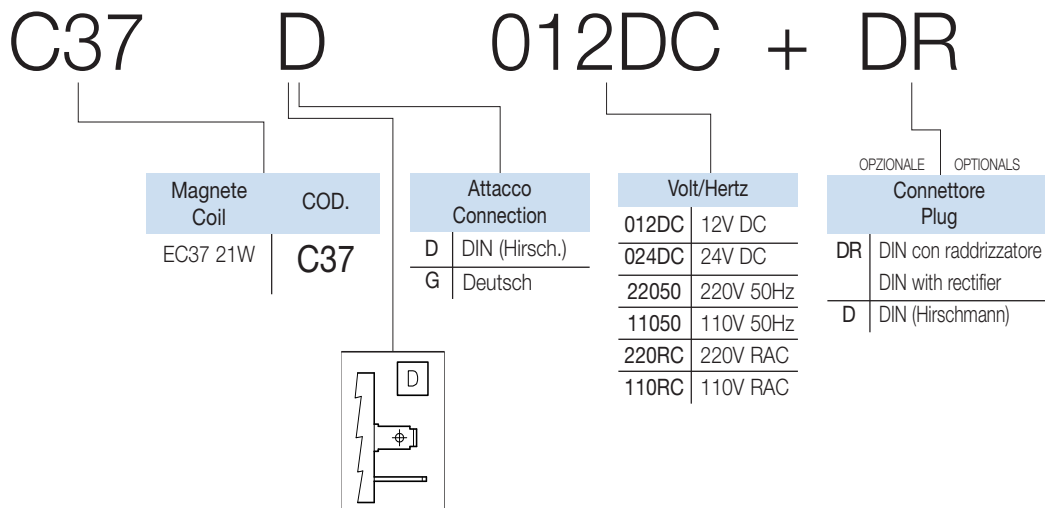 C37 D 012DC + DR
OPZIONALE OPTIONALS
Magnete
Coil
COD.
EC37 21W C37
Attacco
Connection
D DIN (Hirsch.)
G Deutsch
Volt/Hertz
012DC 12V DC
024DC 24V DC
22050 220V 50Hz
11050 110V 50Hz
220RC 220V RAC
110RC 110V RAC
Connettore
Plug
DR DIN con raddrizzatore
DIN with rectifier
D DIN (Hirschmann)
D